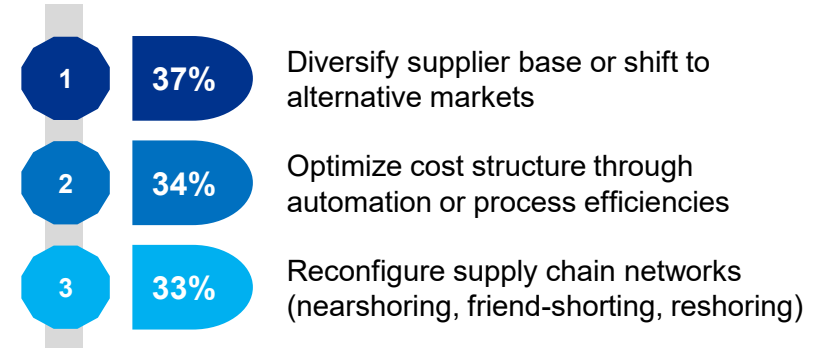 1
37%
Diversify supplier base or shift to
alternative markets
2
34%
Optimize cost structure through
automation or process efficiencies
3
33%
Reconfigure supply chain networks
(nearshoring, friend-shorting, reshoring)